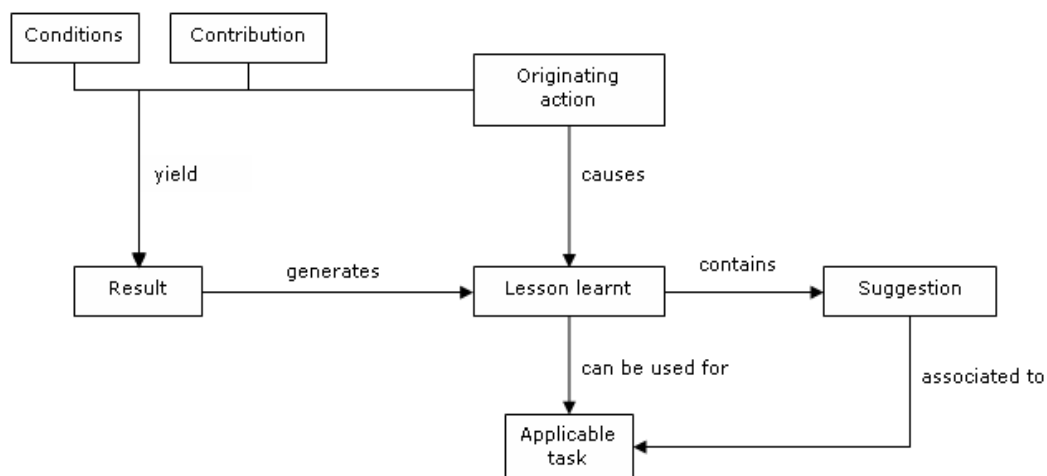 Conditions
Contribution
Originating
action
yield
causes
Result
generates
Lesson learnt
contains
Suggestion
can be used for
associated to
Applicable
task